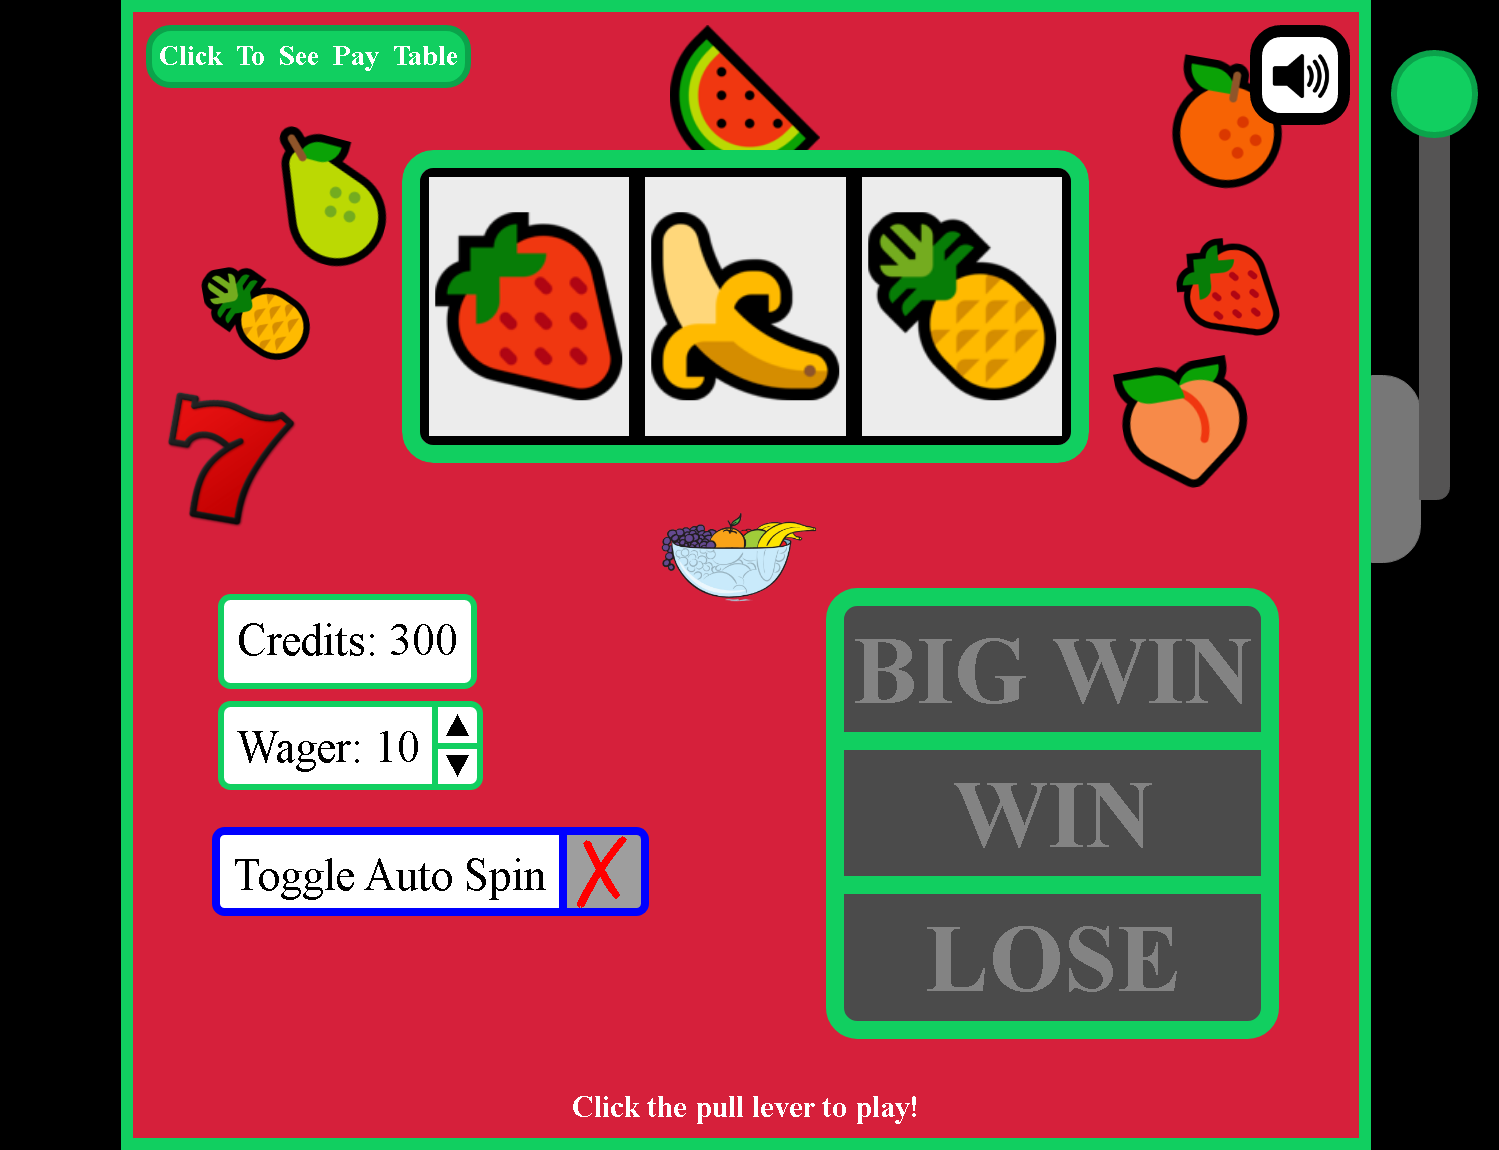 Click To See Pay Table
Credits: 300
Wager: 10
Toggle Auto Spin
BIG WIN
WIN
LOSE
Click the pull lever to play!